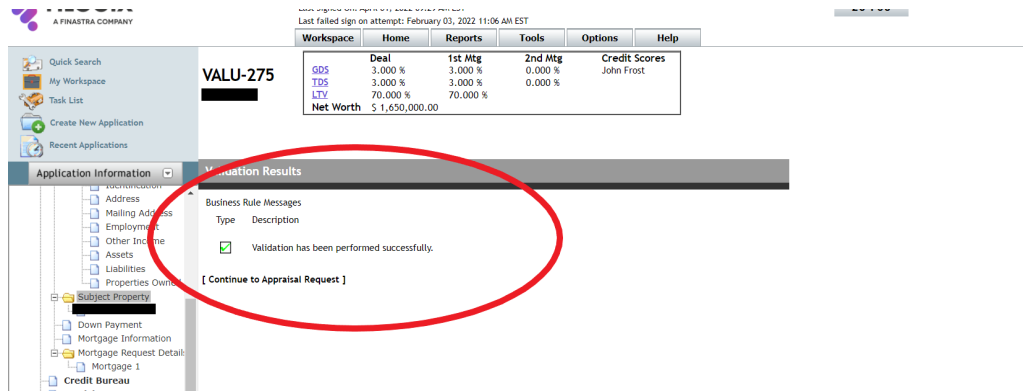 A FINASTRA COMPANY
Last failed sign on attempt: February 03, 2022 11:06 AM EST
Workspace Home Reports Tools Options Help
Quick Search
My Workspace
Task List
Create New Application
Recent Applications
VALU-275
Deal 1st Mtg 2nd Mtg Credit Scores
GDS 3.000 % 3.000 % 0.000 % John Frost
TDS 3.000 % 3.000 % 0.000 %
LTV 70.000 % 70.000 %
Net Worth $ 1,650,000.00
Application Information
Identification
Address
Mailing Address
Employment
Other Income
Assets
Liabilities
Properties Owned
Subject Property
Down Payment
Mortgage Information
Mortgage Request Details
Mortgage 1
Credit Bureau
Validation Results
Business Rule Messages
Type Description
Validation has been performed successfully.
[ Continue to Appraisal Request ]